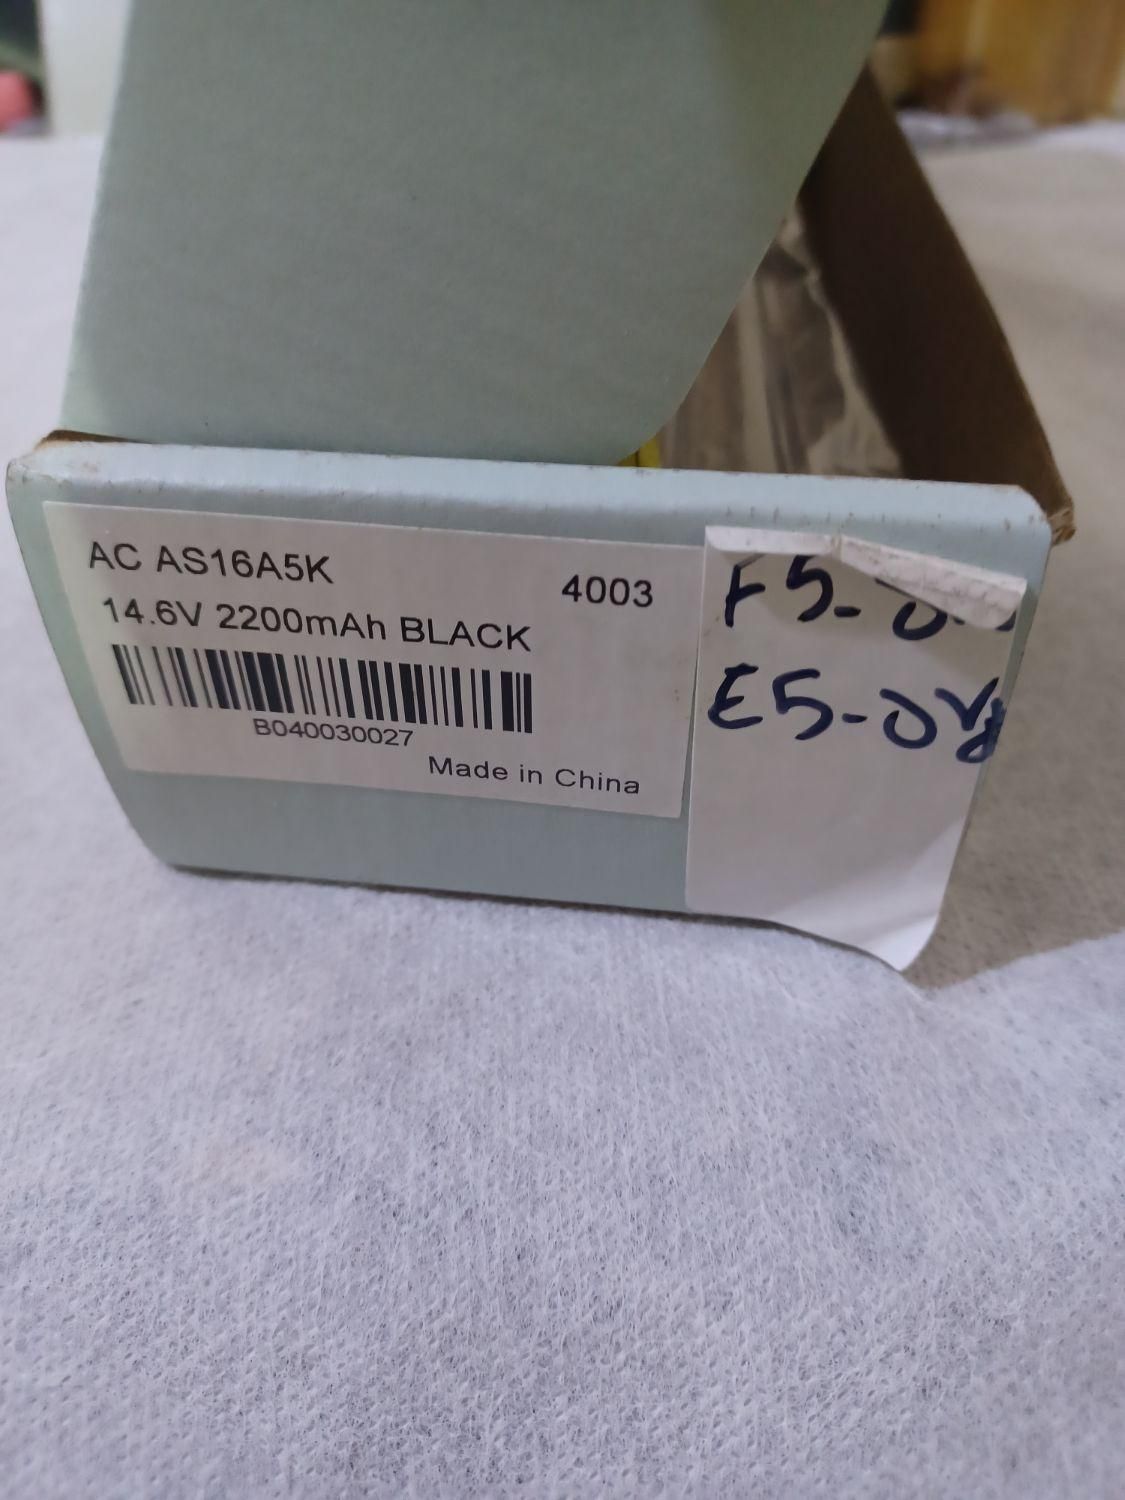 AC AS16A5K
4003
14.6V 2200mAh BLACK
B040030027
Made in China
E5-0